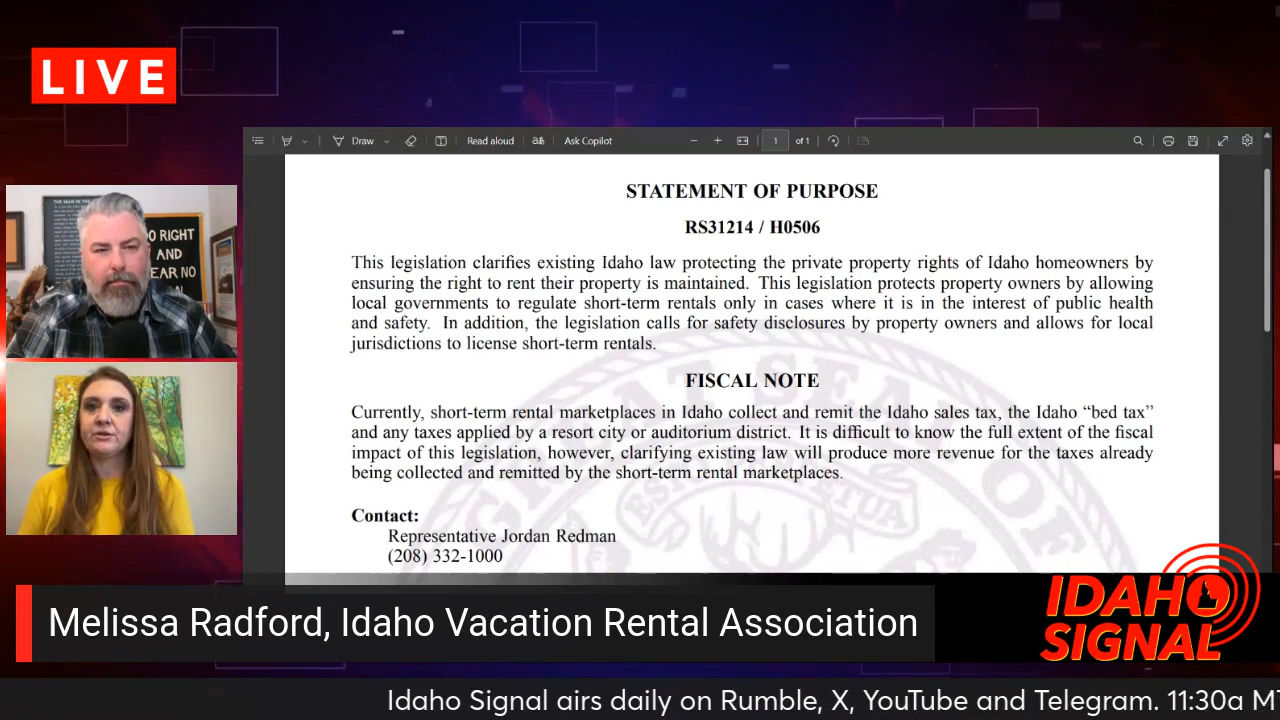 LIVE
Draw
Read aloud
aあ
Ask Copilot
1
of 1
STATEMENT OF PURPOSE
RS31214 / H0506
This legislation clarifies existing Idaho law protecting the private property rights of Idaho homeowners by
ensuring the right to rent their property is maintained. This legislation protects property owners by allowing
local governments to regulate short-term rentals only in cases where it is in the interest of public health
and safety. In addition, the legislation calls for safety disclosures by property owners and allows for local
jurisdictions to license short-term rentals.
FISCAL NOTE
Currently, short-term rental marketplaces in Idaho collect and remit the Idaho sales tax, the Idaho “bed tax”
and any taxes applied by a resort city or auditorium district. It is difficult to know the full extent of the fiscal
impact of this legislation, however, clarifying existing law will produce more revenue for the taxes already
being collected and remitted by the short-term rental marketplaces.
Contact:
Representative Jordan Redman
(208) 332-1000
GREAT SEAL OF
O RIGHT
AND
EAR NO
Melissa Radford, Idaho Vacation Rental Association
IDAHO
SIGNAL
Idaho Signal airs daily on Rumble, X, YouTube and Telegram. 11:30a M